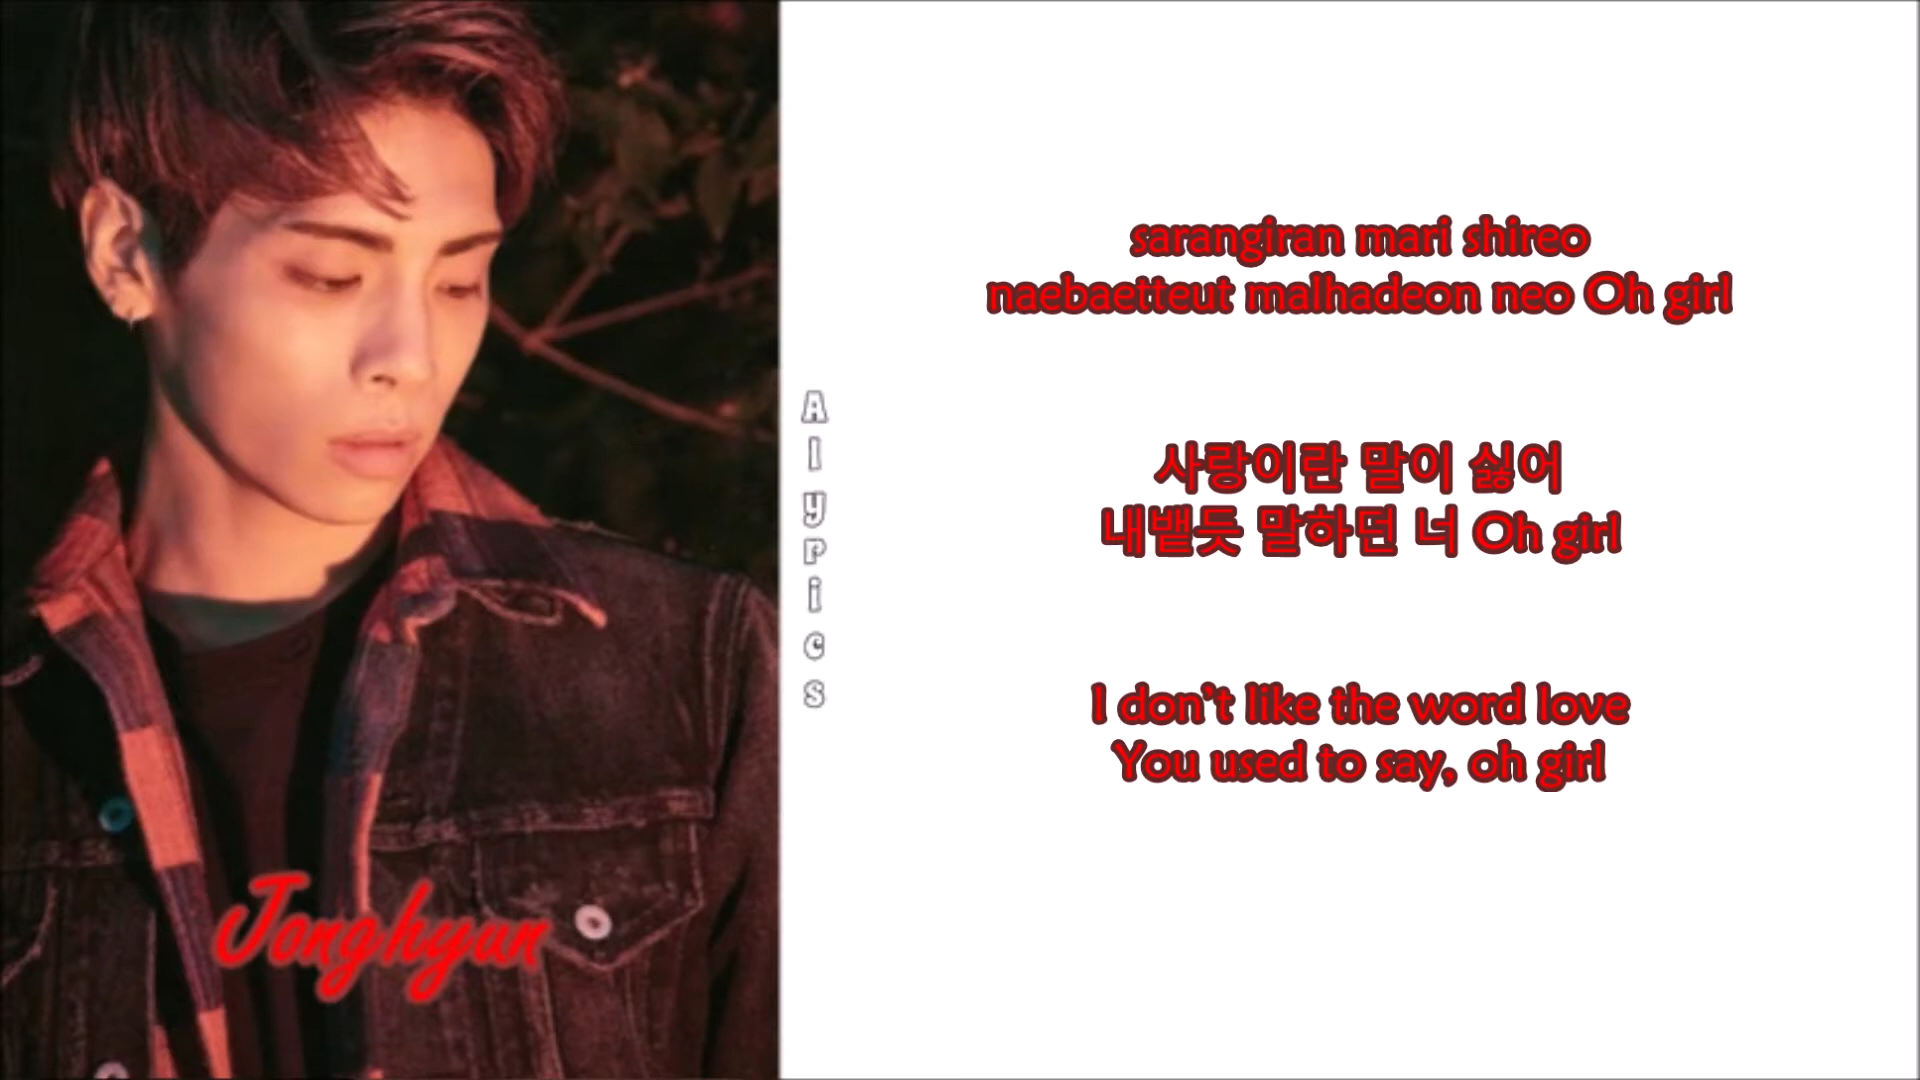 sarangiran mari shireo
naebaetteut malhadeon neo Oh girl
사랑이란 말이 싫어
내뱉듯 말하던 너 Oh girl
I don't like the word love
You used to say, oh girl
Alypics
Jonghyun